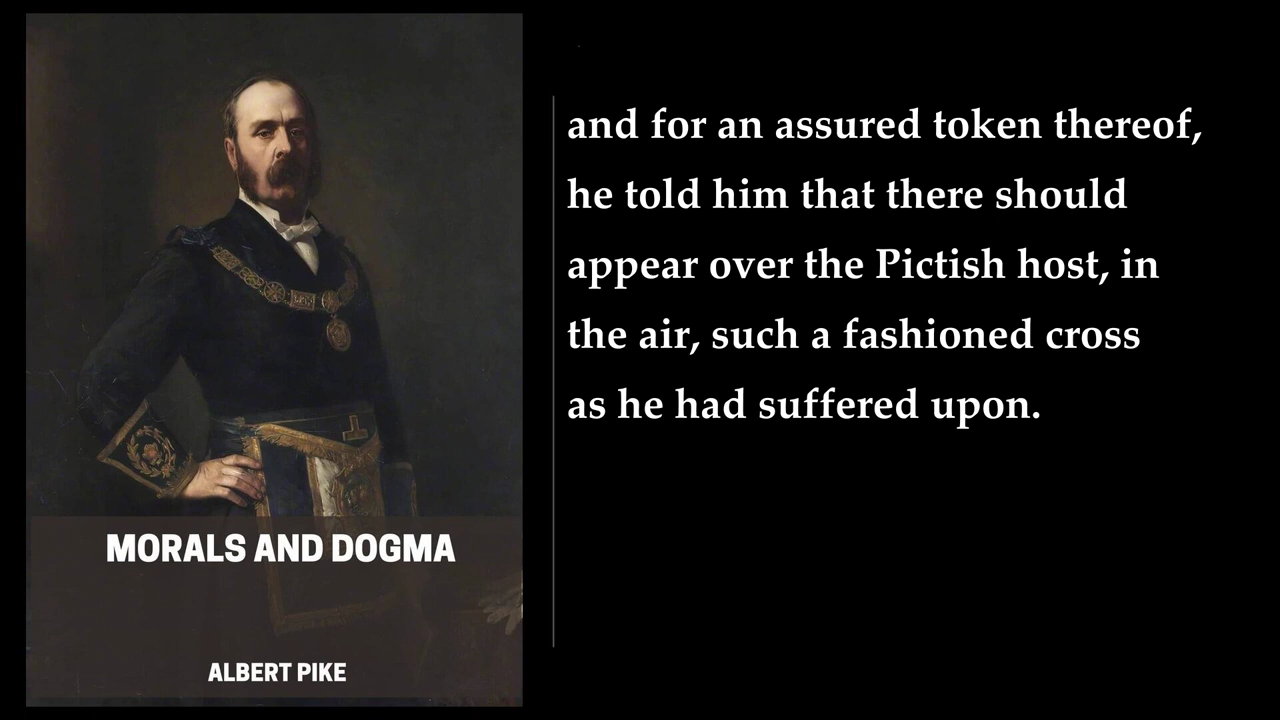 MORALS AND DOGMA
ALBERT PIKE
and for an assured token thereof,
he told him that there should
appear over the Pictish host, in
the air, such a fashioned cross
as he had suffered upon.